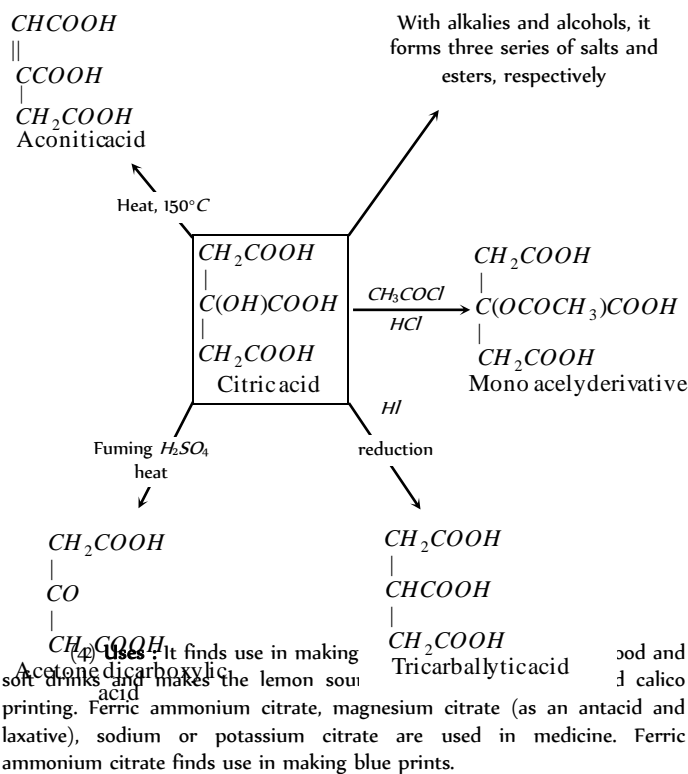 CHCOOH
||
CCOOH
|
CH₂COOH
Aconiticacid
With alkalies and alcohols, it
forms three series of salts and
esters, respectively
Heat, 150°C
CH₂COOH
|
C(OH)COOH
|
CH₂COOH
Citricacid
CH₃COCl
HCl
CH₂COOH
|
C(OCOCH₃)COOH
|
CH₂COOH
Mono acelyderivative
Fuming H₂SO₄
heat
HI
reduction
CH₂COOH
|
CO
|
CH₂COOH
Acetone dicarboxylic
acid
CH₂COOH
|
CHCOOH
|
CH₂COOH
Tricarballyticacid
(4) Uses : It finds use in making ood and
soft drinks and makes the lemon sour d calico
printing. Ferric ammonium citrate, magnesium citrate (as an antacid and
laxative), sodium or potassium citrate are used in medicine. Ferric
ammonium citrate finds use in making blue prints.